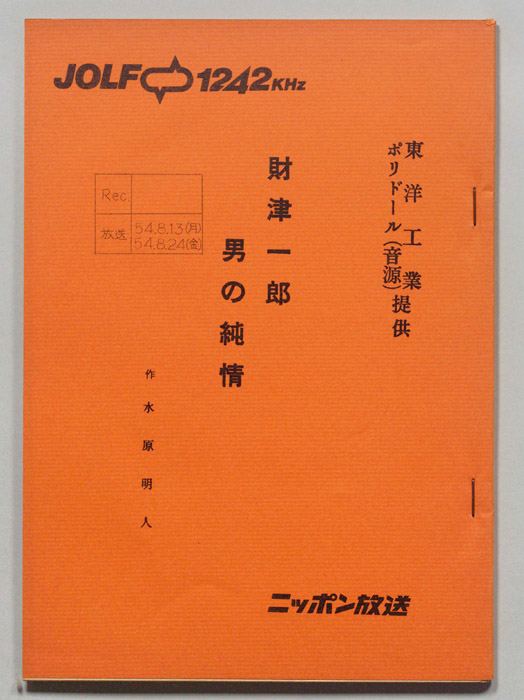 JOLF 1242KHz
東洋工業
ポリドール(音源)提供
財津一郎
男の純情
Rec.
放送 54.8.13(月)
54.8.24(金)
作 水原明人
ニッポン放送